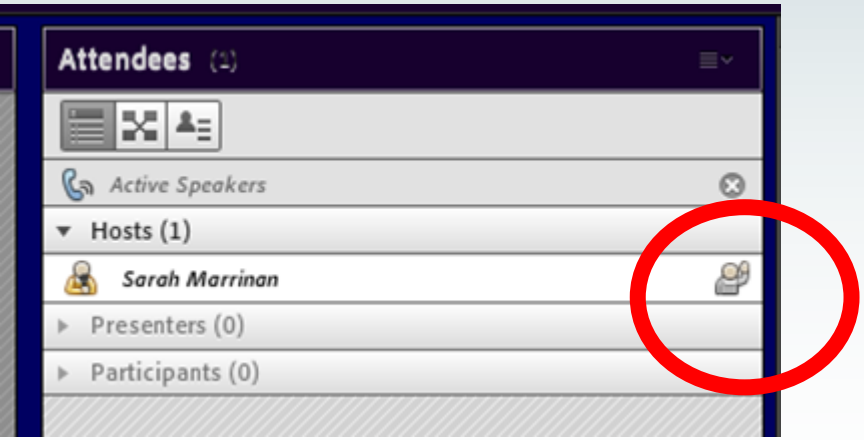 Attendees (1)
Active Speakers
Hosts (1)
Sarah Marrinan
Presenters (0)
Participants (0)